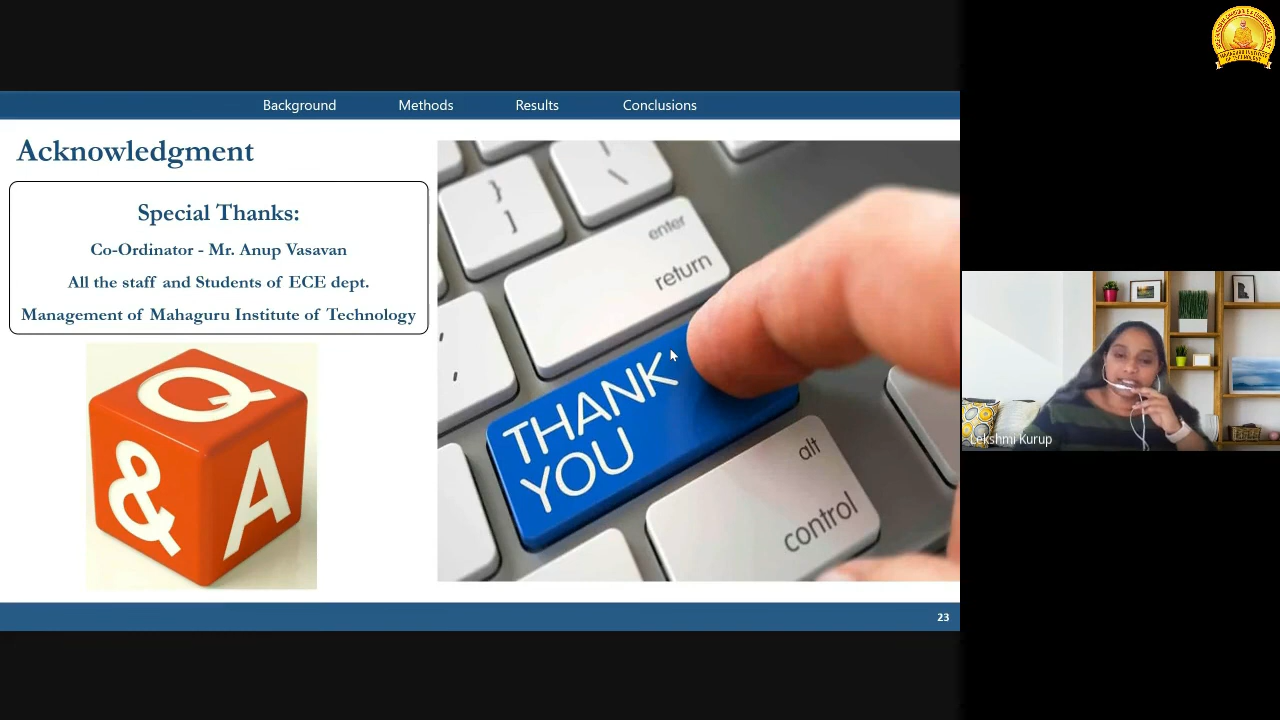 Background Methods Results Conclusions
Acknowledgment
Special Thanks:
Co-Ordinator - Mr. Anup Vasavan
All the staff and Students of ECE dept.
Management of Mahaguru Institute of Technology
Q
& A
}
]
|
\
enter
return
THANK
YOU
alt
control
23
Lekshmi Kurup